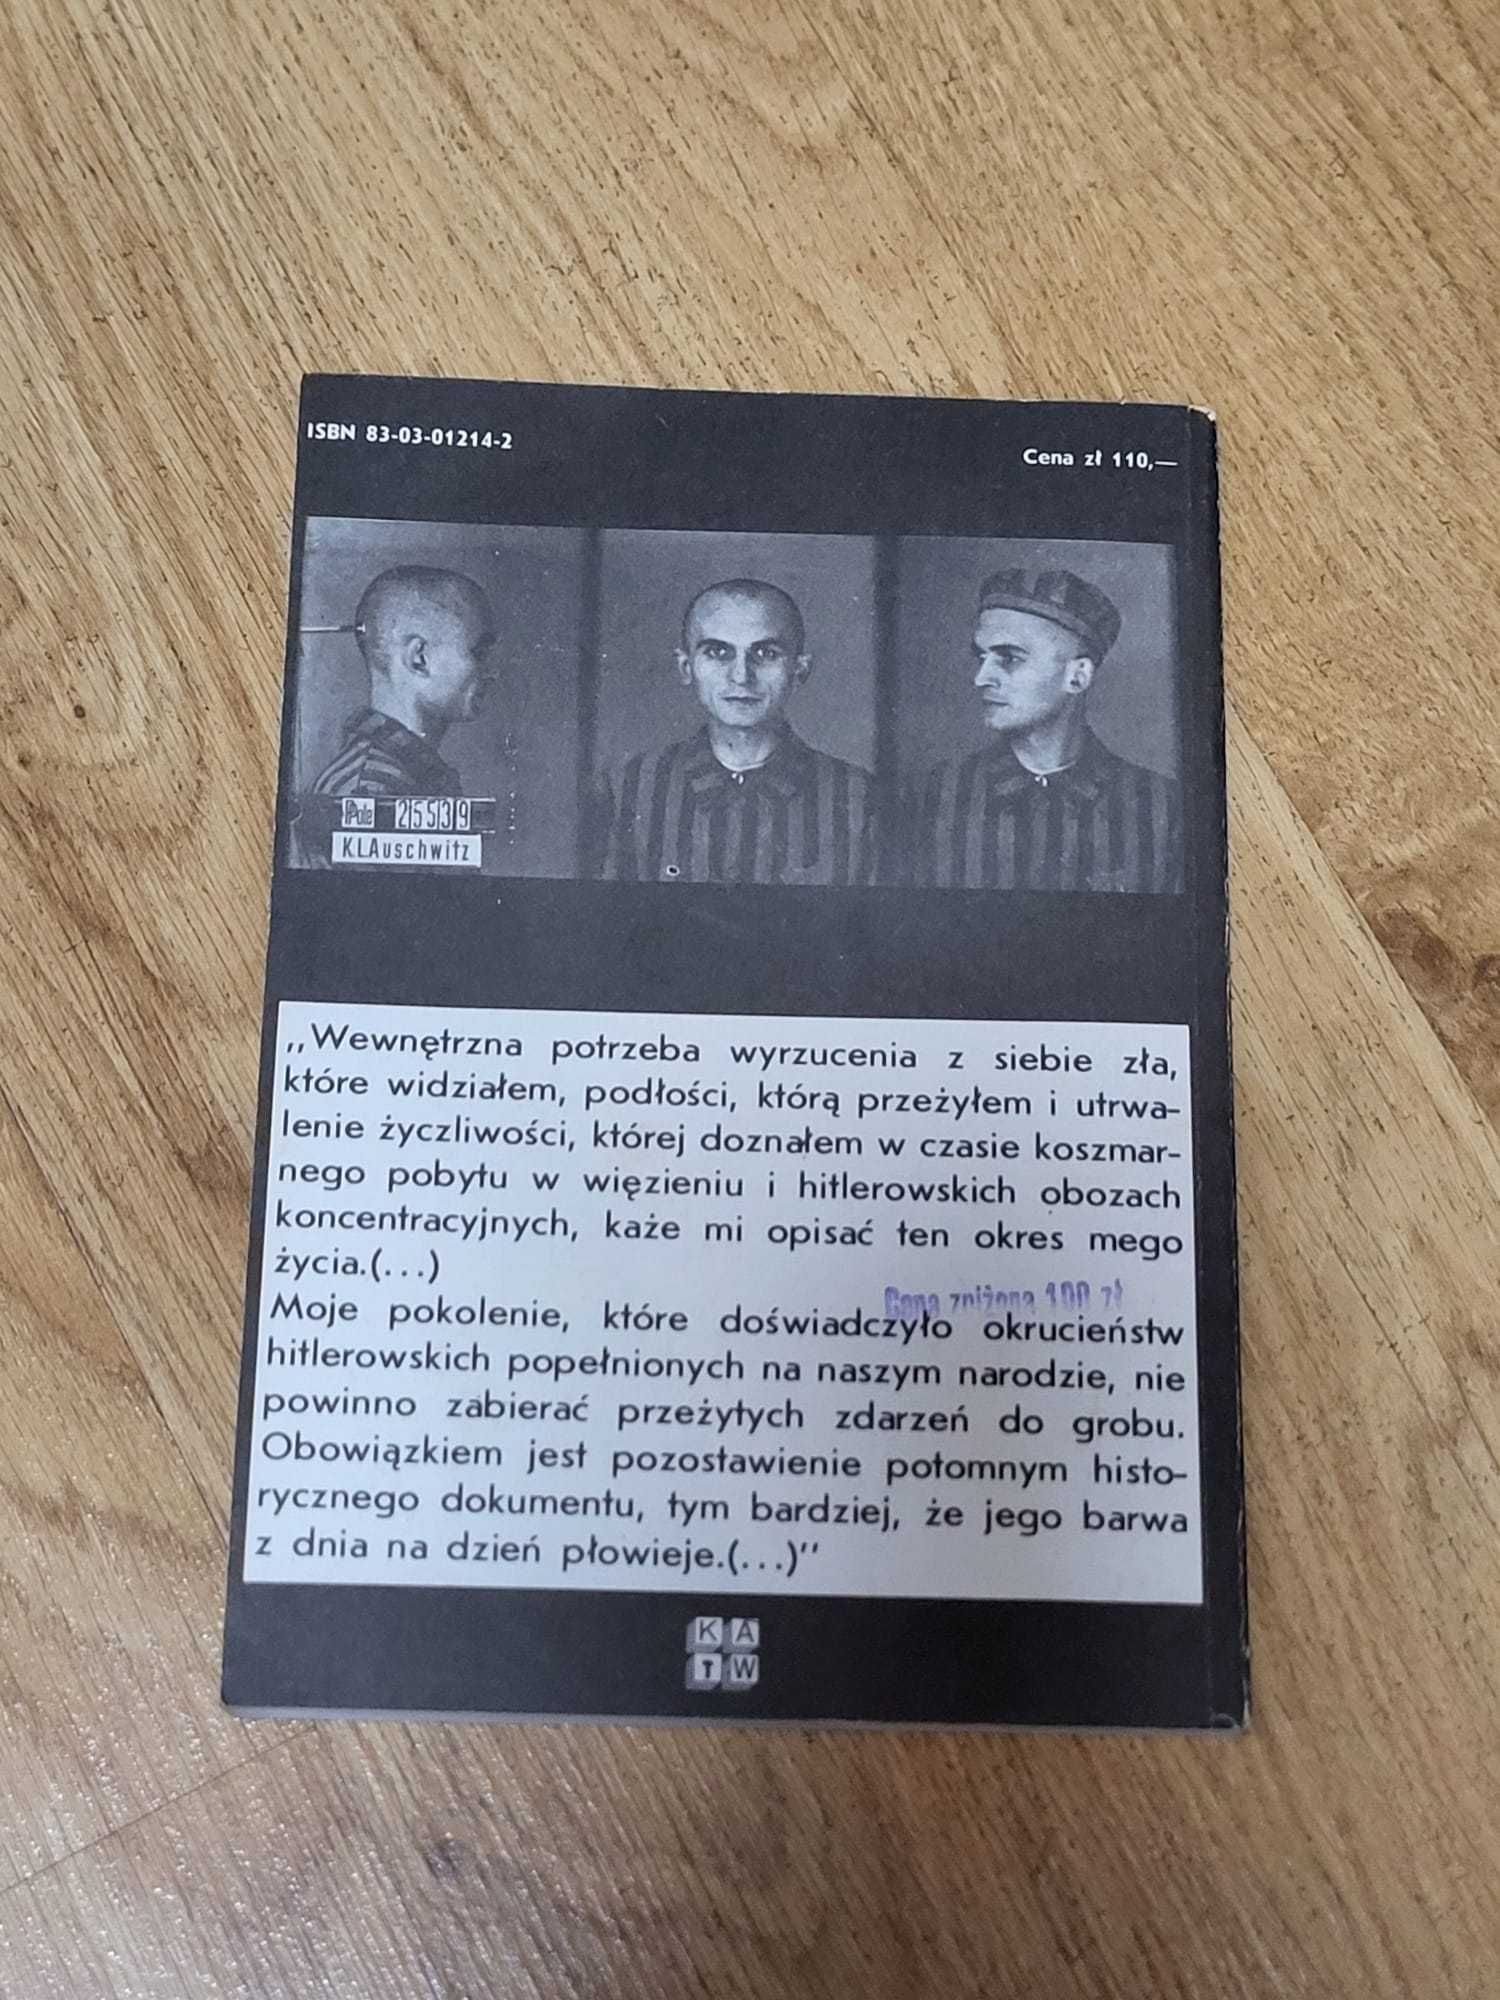 ISBN 83-03-01214-2
Cena zł 110,—
PPole 25539
K.L.Auschwitz
,,Wewnętrzna potrzeba wyrzucenia z siebie zła,
które widziałem, podłości, którą przeżyłem i utrwa-
lenie życzliwości, której doznałem w czasie koszmar-
nego pobytu w więzieniu i hitlerowskich obozach
koncentracyjnych, każe mi opisać ten okres mego
życia.(...)
Cena zniżona 100 zł
Moje pokolenie, które doświadczyło okrucieństw
hitlerowskich popełnionych na naszym narodzie, nie
powinno zabierać przeżytych zdarzeń do grobu.
Obowiązkiem jest pozostawienie potomnym histo-
rycznego dokumentu, tym bardziej, że jego barwa
z dnia na dzień płowieje.(...)''
K A
T W